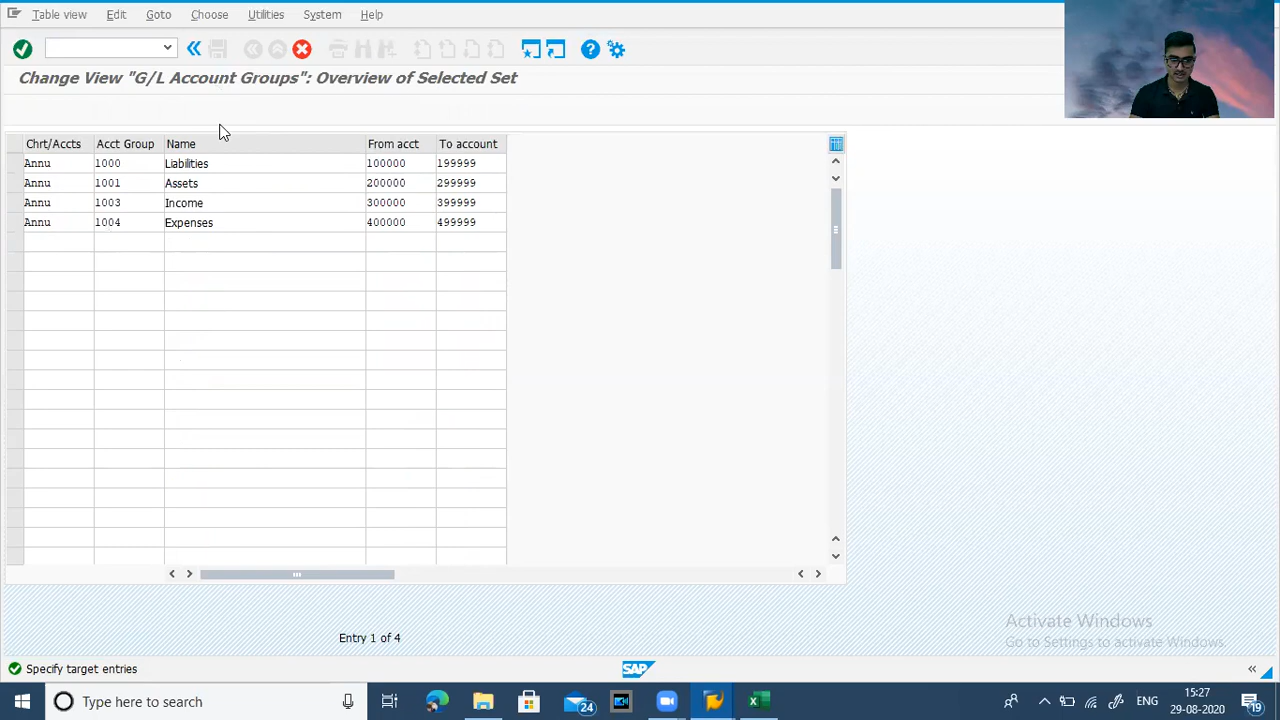 Table view Edit Goto Choose Utilities System Help
Change View "G/L Account Groups": Overview of Selected Set
Chrt/Accts Acct Group Name From acct To account
Annu 1000 Liabilities 100000 199999
Annu 1001 Assets 200000 299999
Annu 1003 Income 300000 399999
Annu 1004 Expenses 400000 499999
Entry 1 of 4
Activate Windows
Go to Settings to activate Windows.
Specify target entries
SAP
Type here to search
24
ENG
15:27
29-08-2020
19